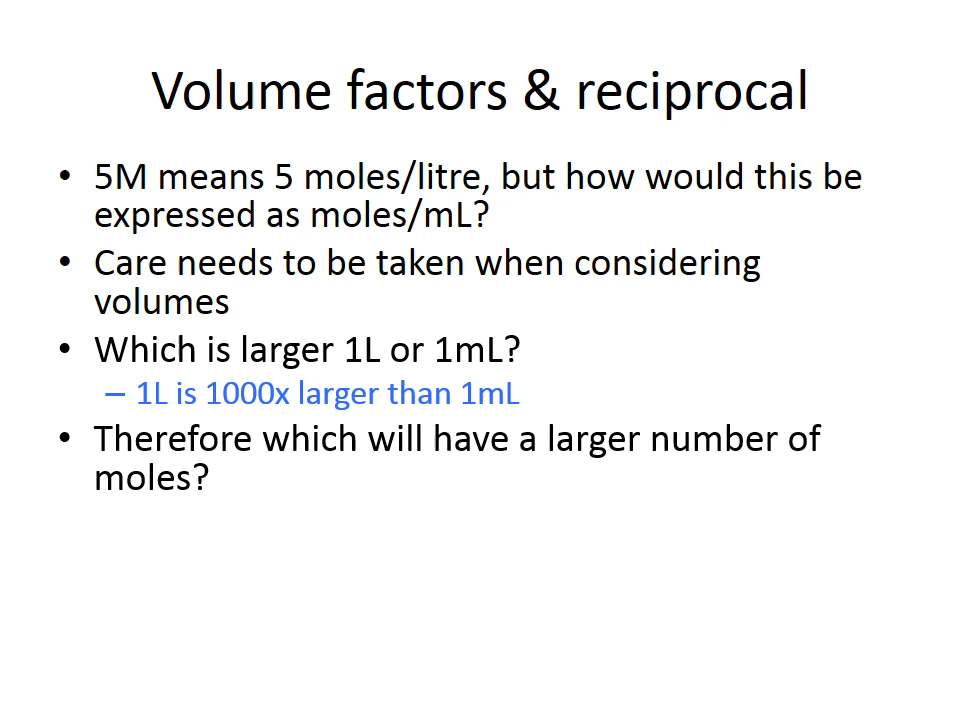 Volume factors & reciprocal
• 5M means 5 moles/litre, but how would this be
expressed as moles/mL?
• Care needs to be taken when considering
volumes
• Which is larger 1L or 1mL?
– 1L is 1000x larger than 1mL
• Therefore which will have a larger number of
moles?